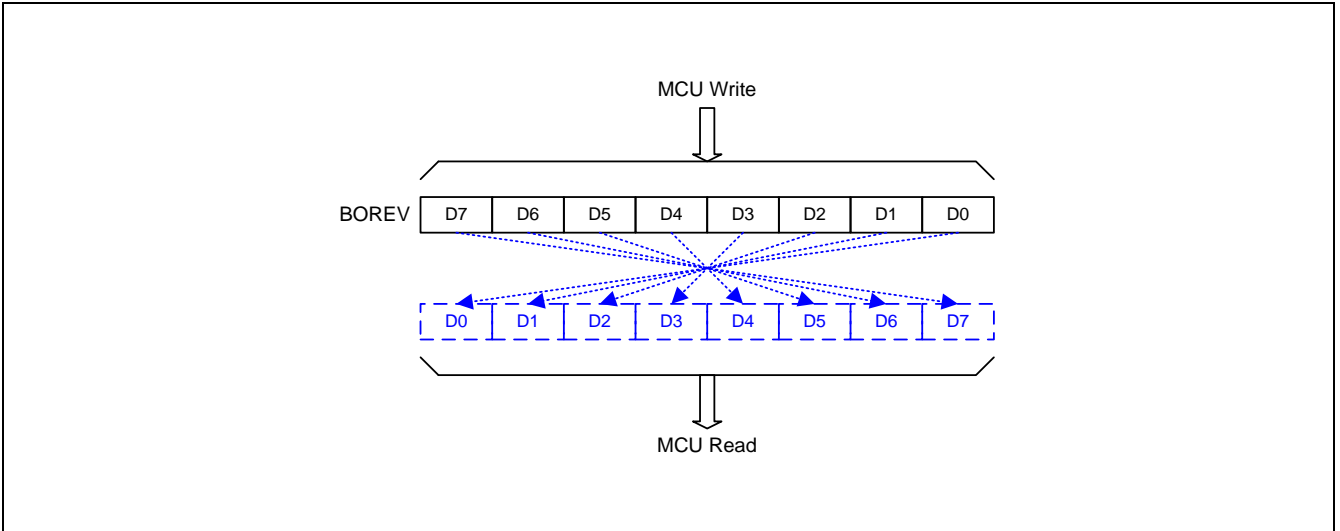 MCU Write
BOREV D7 D6 D5 D4 D3 D2 D1 D0
D0 D1 D2 D3 D4 D5 D6 D7
MCU Read